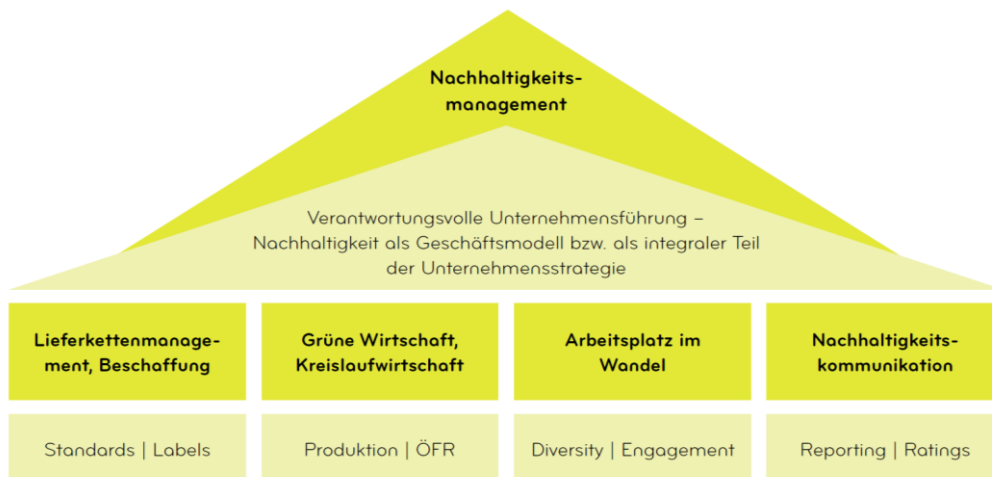 Nachhaltigkeits-
management
Verantwortungsvolle Unternehmensführung –
Nachhaltigkeit als Geschäftsmodell bzw. als integraler Teil
der Unternehmensstrategie
Lieferkettenmanage-
ment, Beschaffung
Grüne Wirtschaft,
Kreislaufwirtschaft
Arbeitsplatz im
Wandel
Nachhaltigkeits-
kommunikation
Standards | Labels
Produktion | ÖFR
Diversity | Engagement
Reporting | Ratings